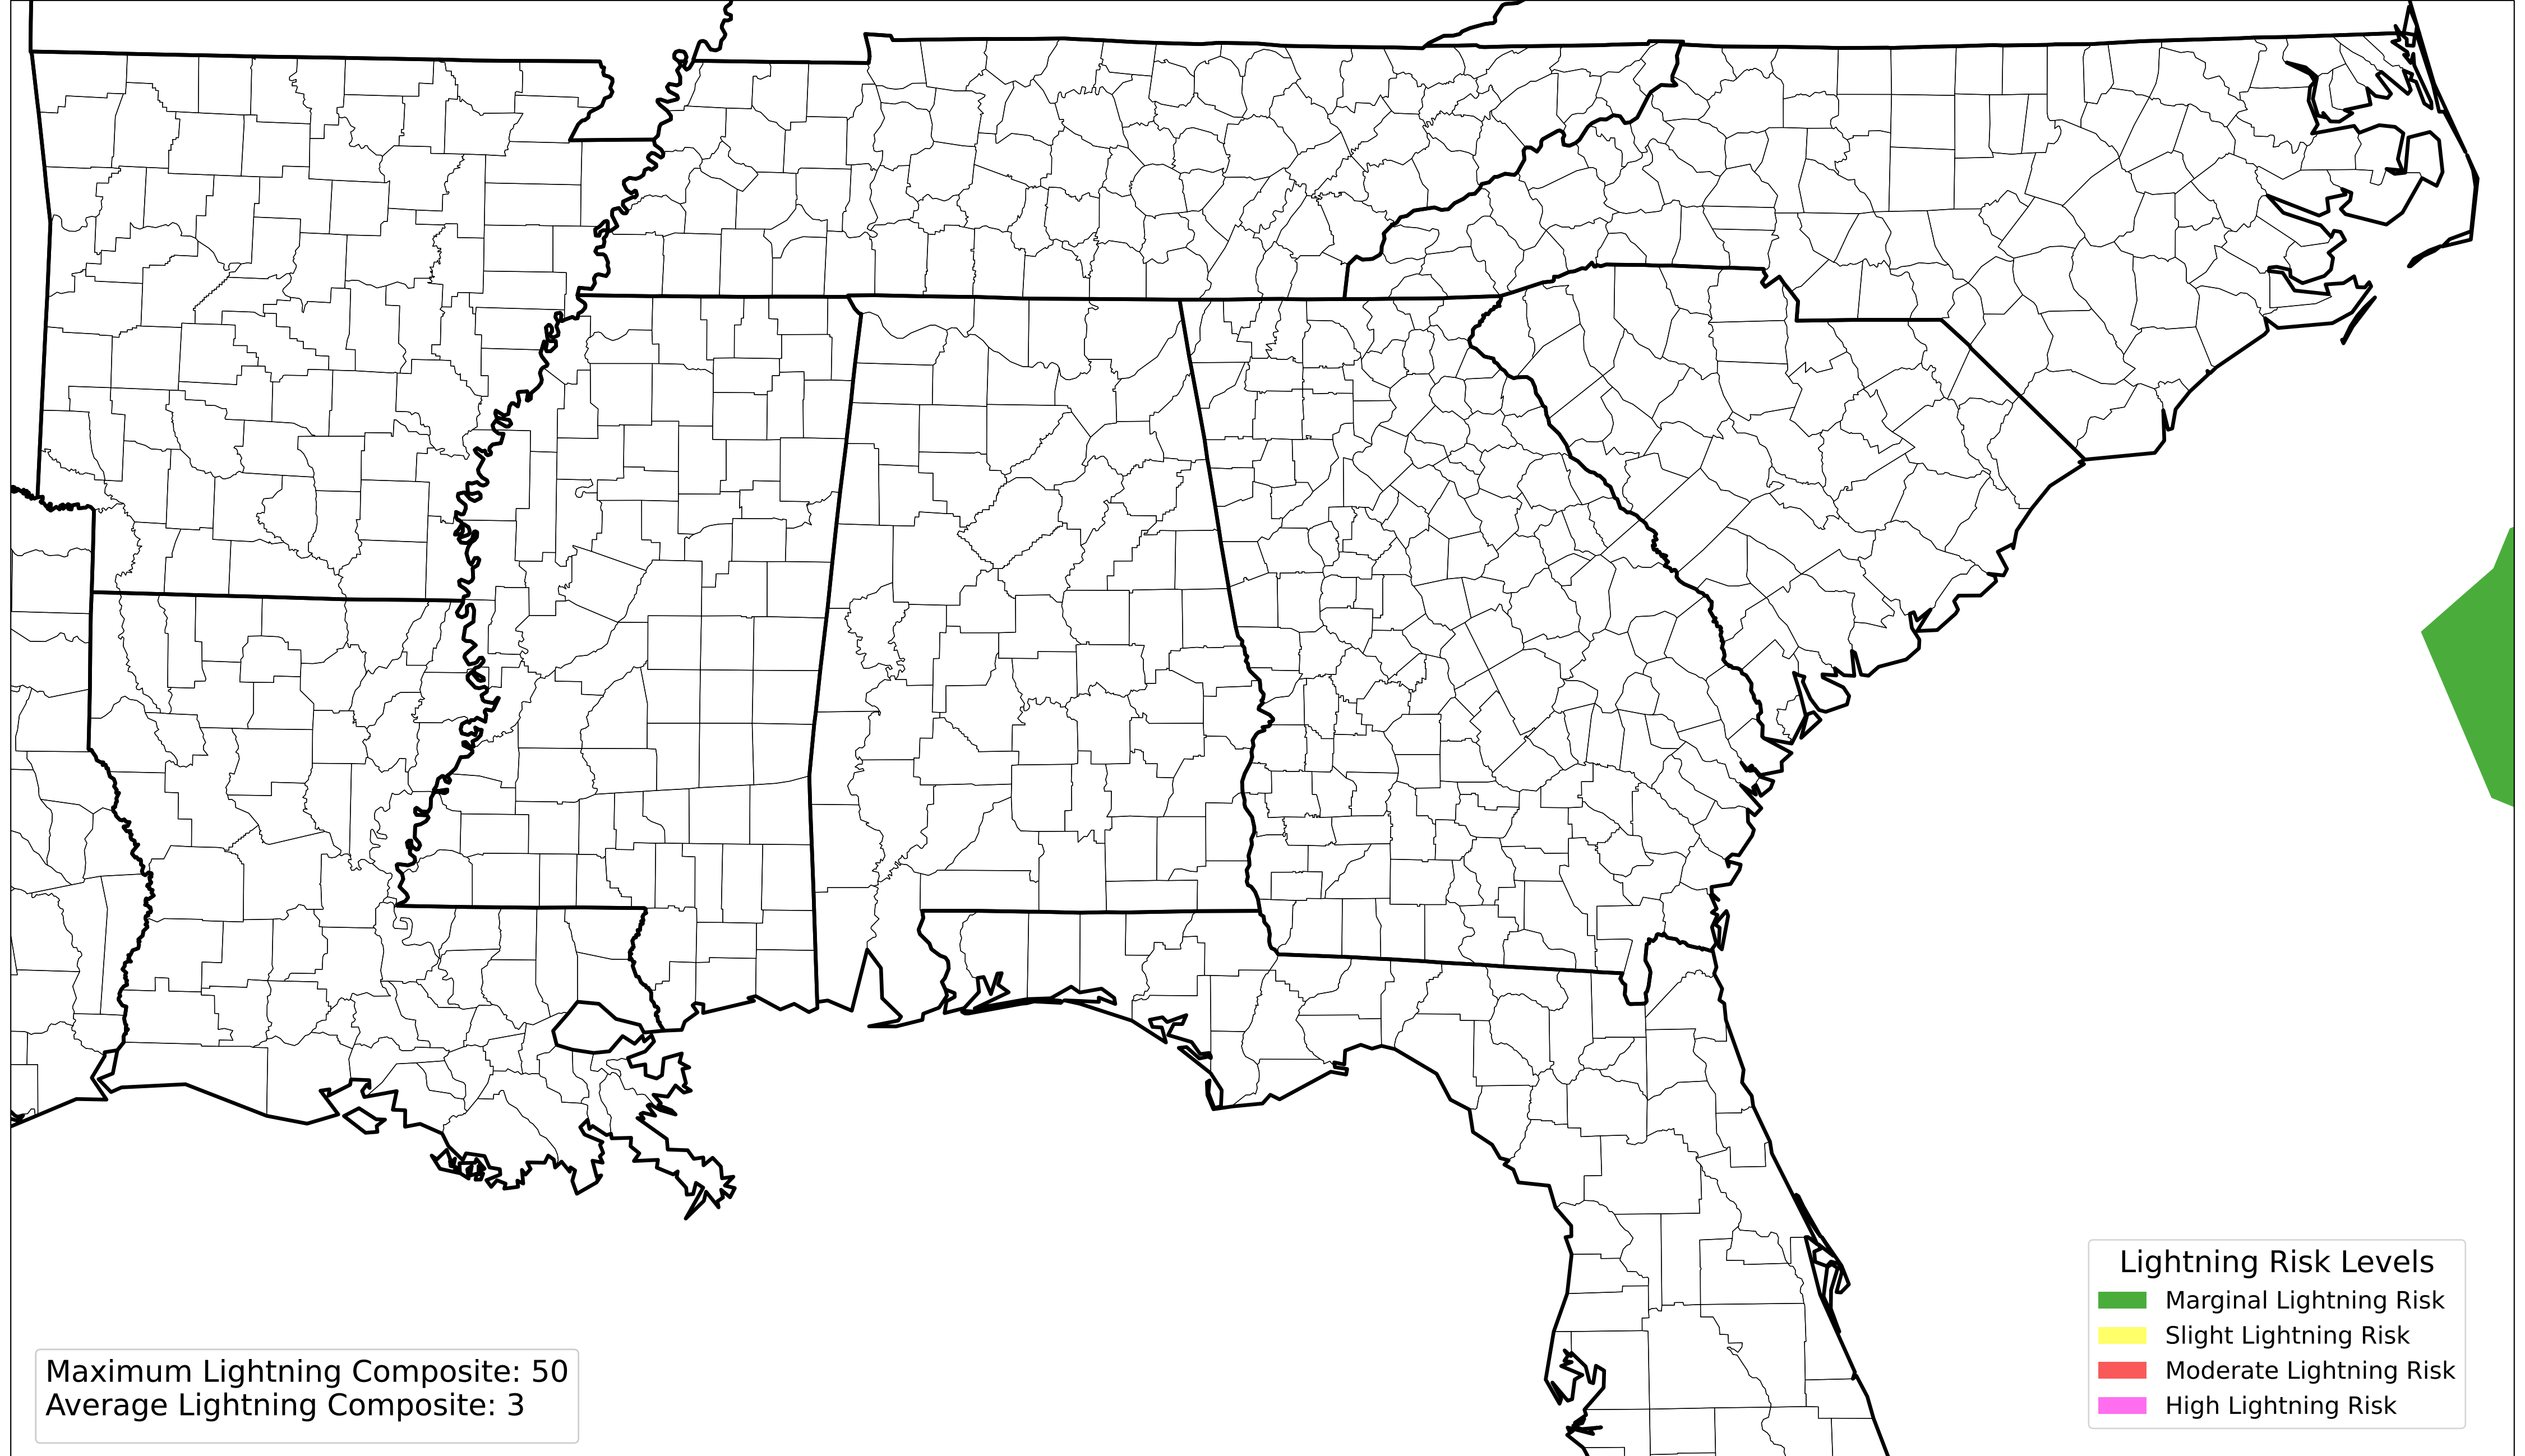 Lightning Risk Levels
Marginal Lightning Risk
Slight Lightning Risk
Moderate Lightning Risk
High Lightning Risk
Maximum Lightning Composite: 50
Average Lightning Composite: 3